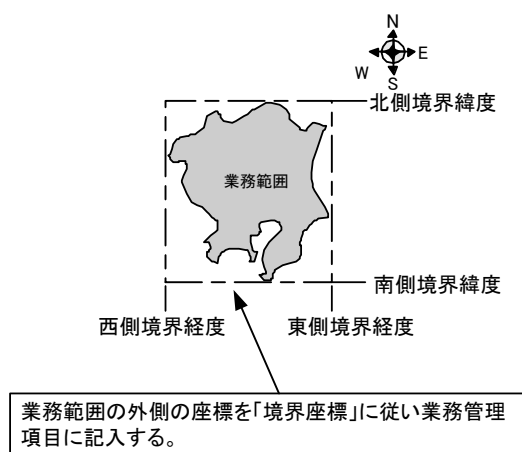 N
E
W
S
北側境界緯度
業務範囲
南側境界緯度
西側境界経度
東側境界経度
業務範囲の外側の座標を「境界座標」に従い業務管理
項目に記入する。